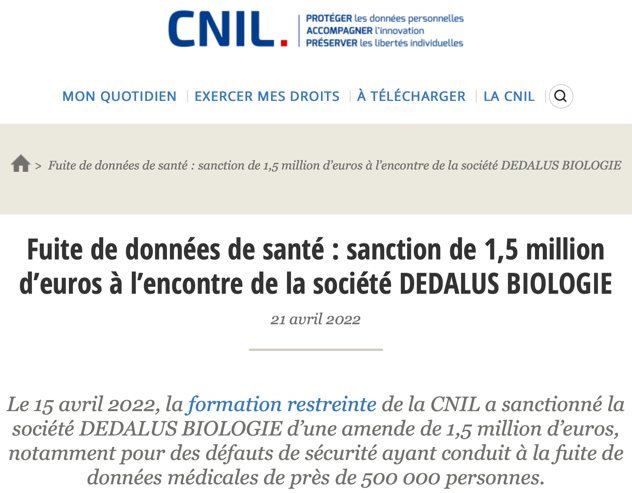 CNIL.
PROTÉGER les données personnelles
ACCOMPAGNER l'innovation
PRÉSERVER les libertés individuelles
MON QUOTIDIEN | EXERCER MES DROITS | À TÉLÉCHARGER | LA CNIL |
> Fuite de données de santé : sanction de 1,5 million d'euros à l'encontre de la société DEDALUS BIOLOGIE
Fuite de données de santé : sanction de 1,5 million
d'euros à l'encontre de la société DEDALUS BIOLOGIE
21 avril 2022
Le 15 avril 2022, la formation restreinte de la CNIL a sanctionné la
société DEDALUS BIOLOGIE d'une amende de 1,5 million d'euros,
notamment pour des défauts de sécurité ayant conduit à la fuite de
données médicales de près de 500 000 personnes.